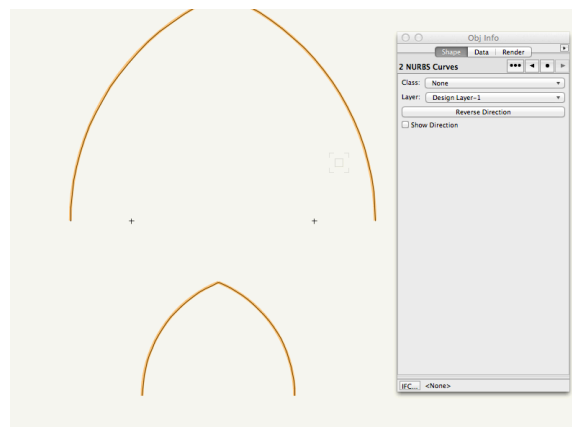 Obj Info
Shape Data Render
2 NURBS Curves
Class: None
Layer: Design Layer-1
Reverse Direction
Show Direction
IFC... <None>